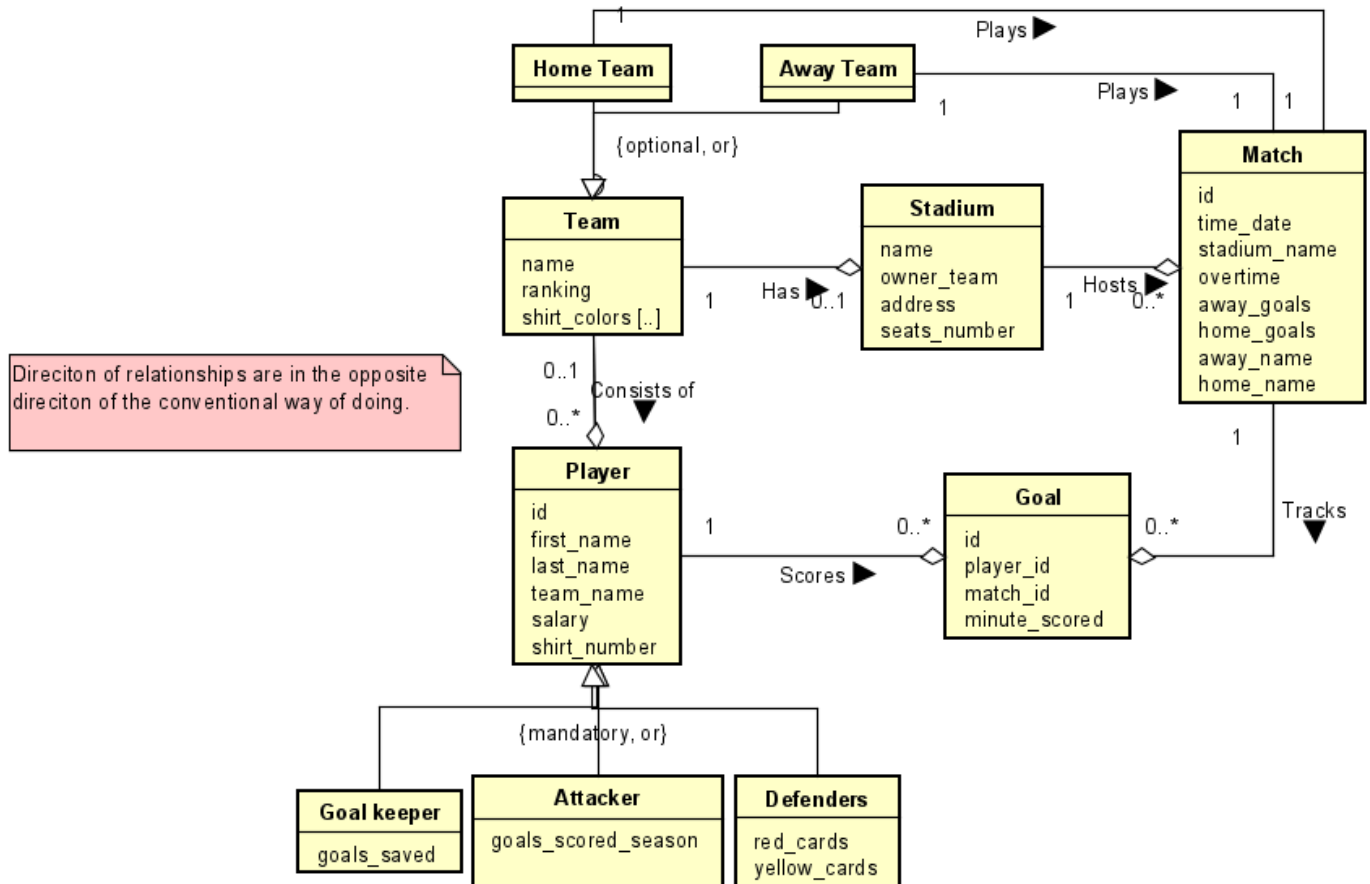 1
Plays
Home Team
Away Team
Plays
1
1
1
{optional, or}
Match
id
time_date
stadium_name
overtime
away_goals
home_goals
away_name
home_name
Team
name
ranking
shirt_colors [..]
Stadium
name
owner_team
address
seats_number
1
Has
0..1
1
Hosts
0..*
Direciton of relationships are in the opposite
direciton of the conventional way of doing.
0..1
Consists of
0..*
1
Player
id
first_name
last_name
team_name
salary
shirt_number
Goal
id
player_id
match_id
minute_scored
1
0..*
0..*
Tracks
Scores
{mandatory, or}
Goal keeper
goals_saved
Attacker
goals_scored_season
Defenders
red_cards
yellow_cards